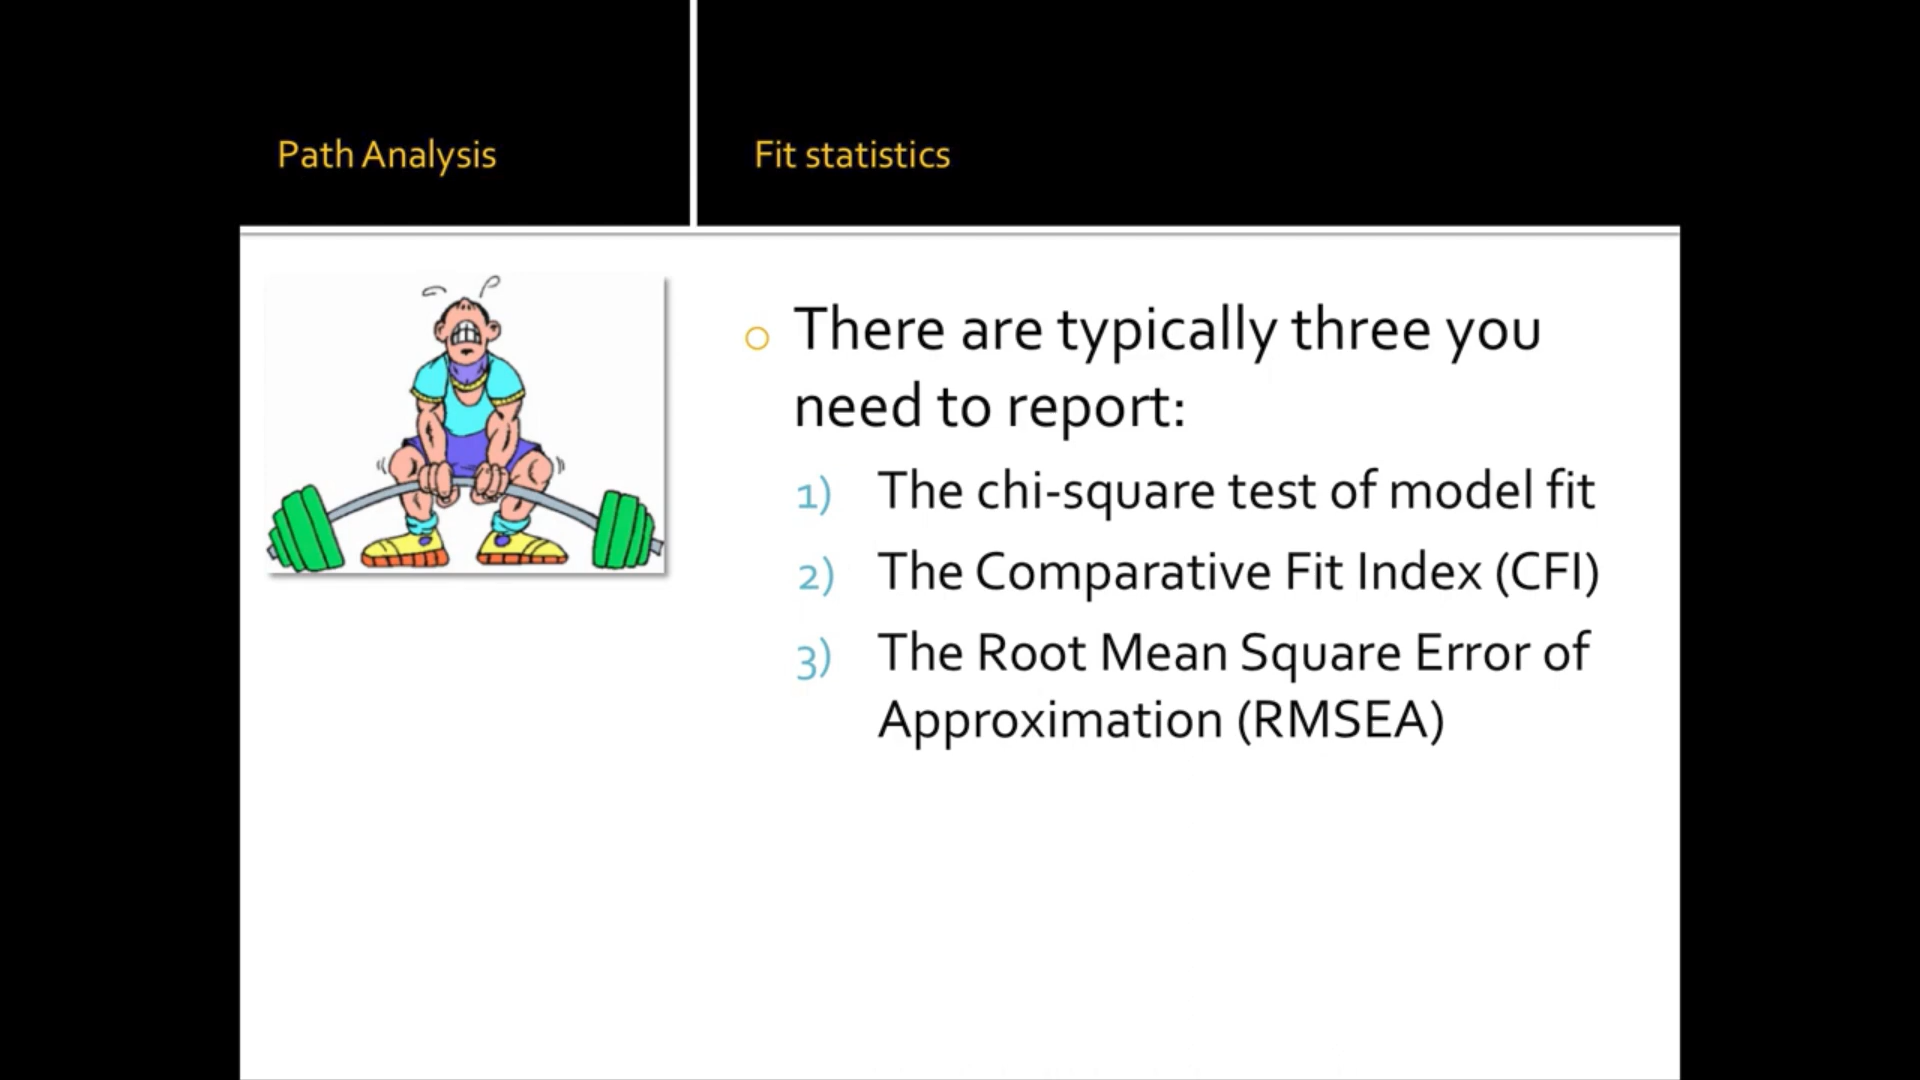 Path Analysis
Fit statistics
There are typically three you
need to report:
1) The chi-square test of model fit
2) The Comparative Fit Index (CFI)
3) The Root Mean Square Error of
Approximation (RMSEA)